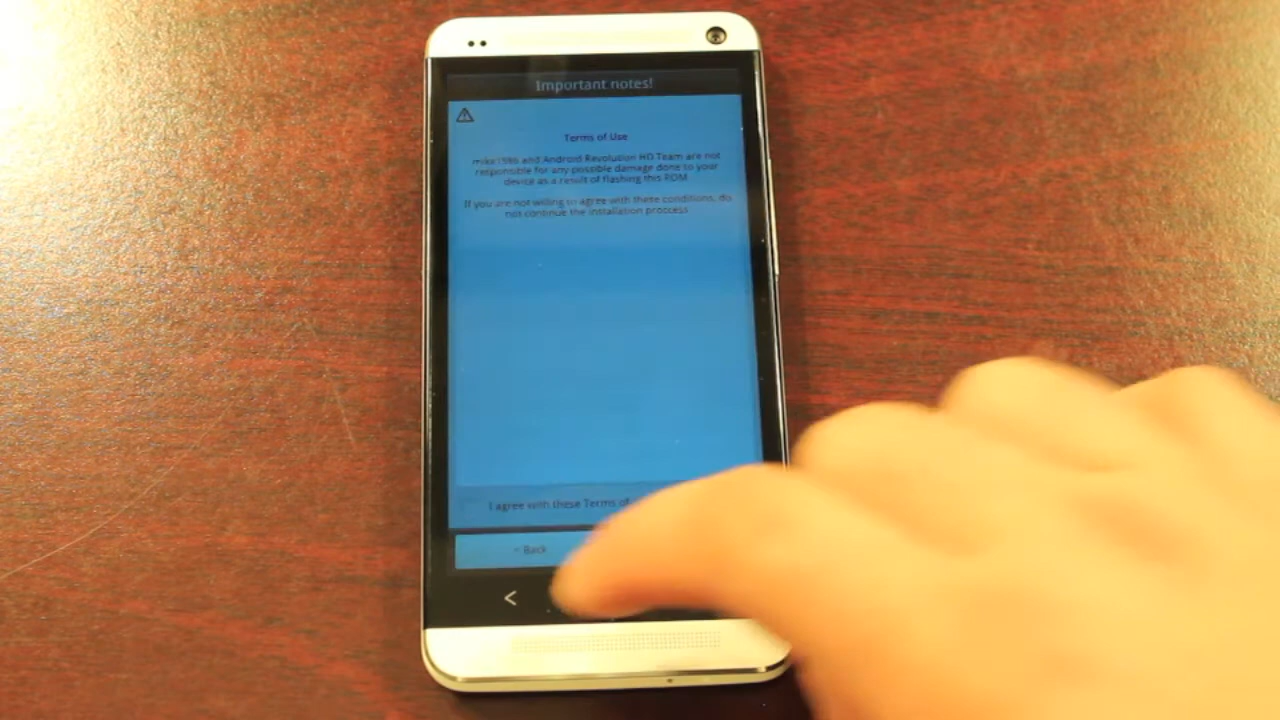 Important notes!
Terms of Use
mike1986 and Android Revolution HD Team are not
responsible for any possible damage done to your
device as a result of flashing this ROM
If you are not willing to agree with these conditions, do
not continue the installation proccess
I agree with these Terms of
< Back